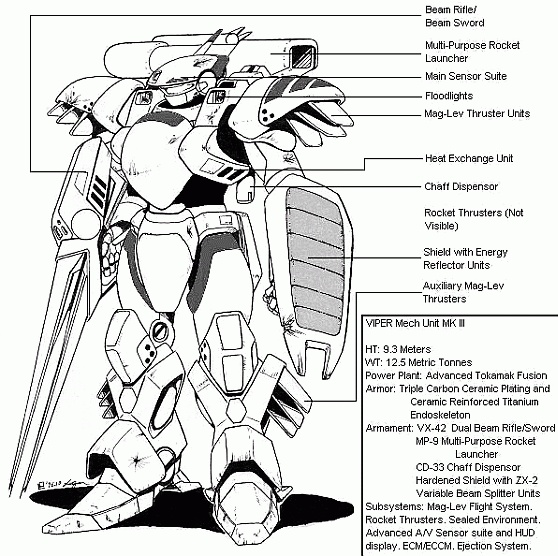 Beam Rifle/
Beam Sword
Multi-Purpose Rocket
Launcher
Main Sensor Suite
Floodlights
Mag-Lev Thruster Units
Heat Exchange Unit
Chaff Dispensor
Rocket Thrusters (Not
Visible)
Shield with Energy
Reflector Units
Auxiliary Mag-Lev
Thrusters
VIPER Mech Unit MK III
HT: 9.3 Meters
WT: 12.5 Metric Tonnes
Power Plant: Advanced Tokamak Fusion
Armor: Triple Carbon Ceramic Plating and
Ceramic Reinforced Titanium
Endoskeleton
Armament: VX-42 Dual Beam Rifle/Sword
MP-9 Multi-Purpose Rocket
Launcher
CD-33 Chaff Dispensor
Hardened Shield with ZX-2
Variable Beam Splitter Units
Subsystems: Mag-Lev Flight System.
Rocket Thrusters. Sealed Environment.
Advanced A/V Sensor suite and HUD
display. ECM/ECCM. Ejection System.